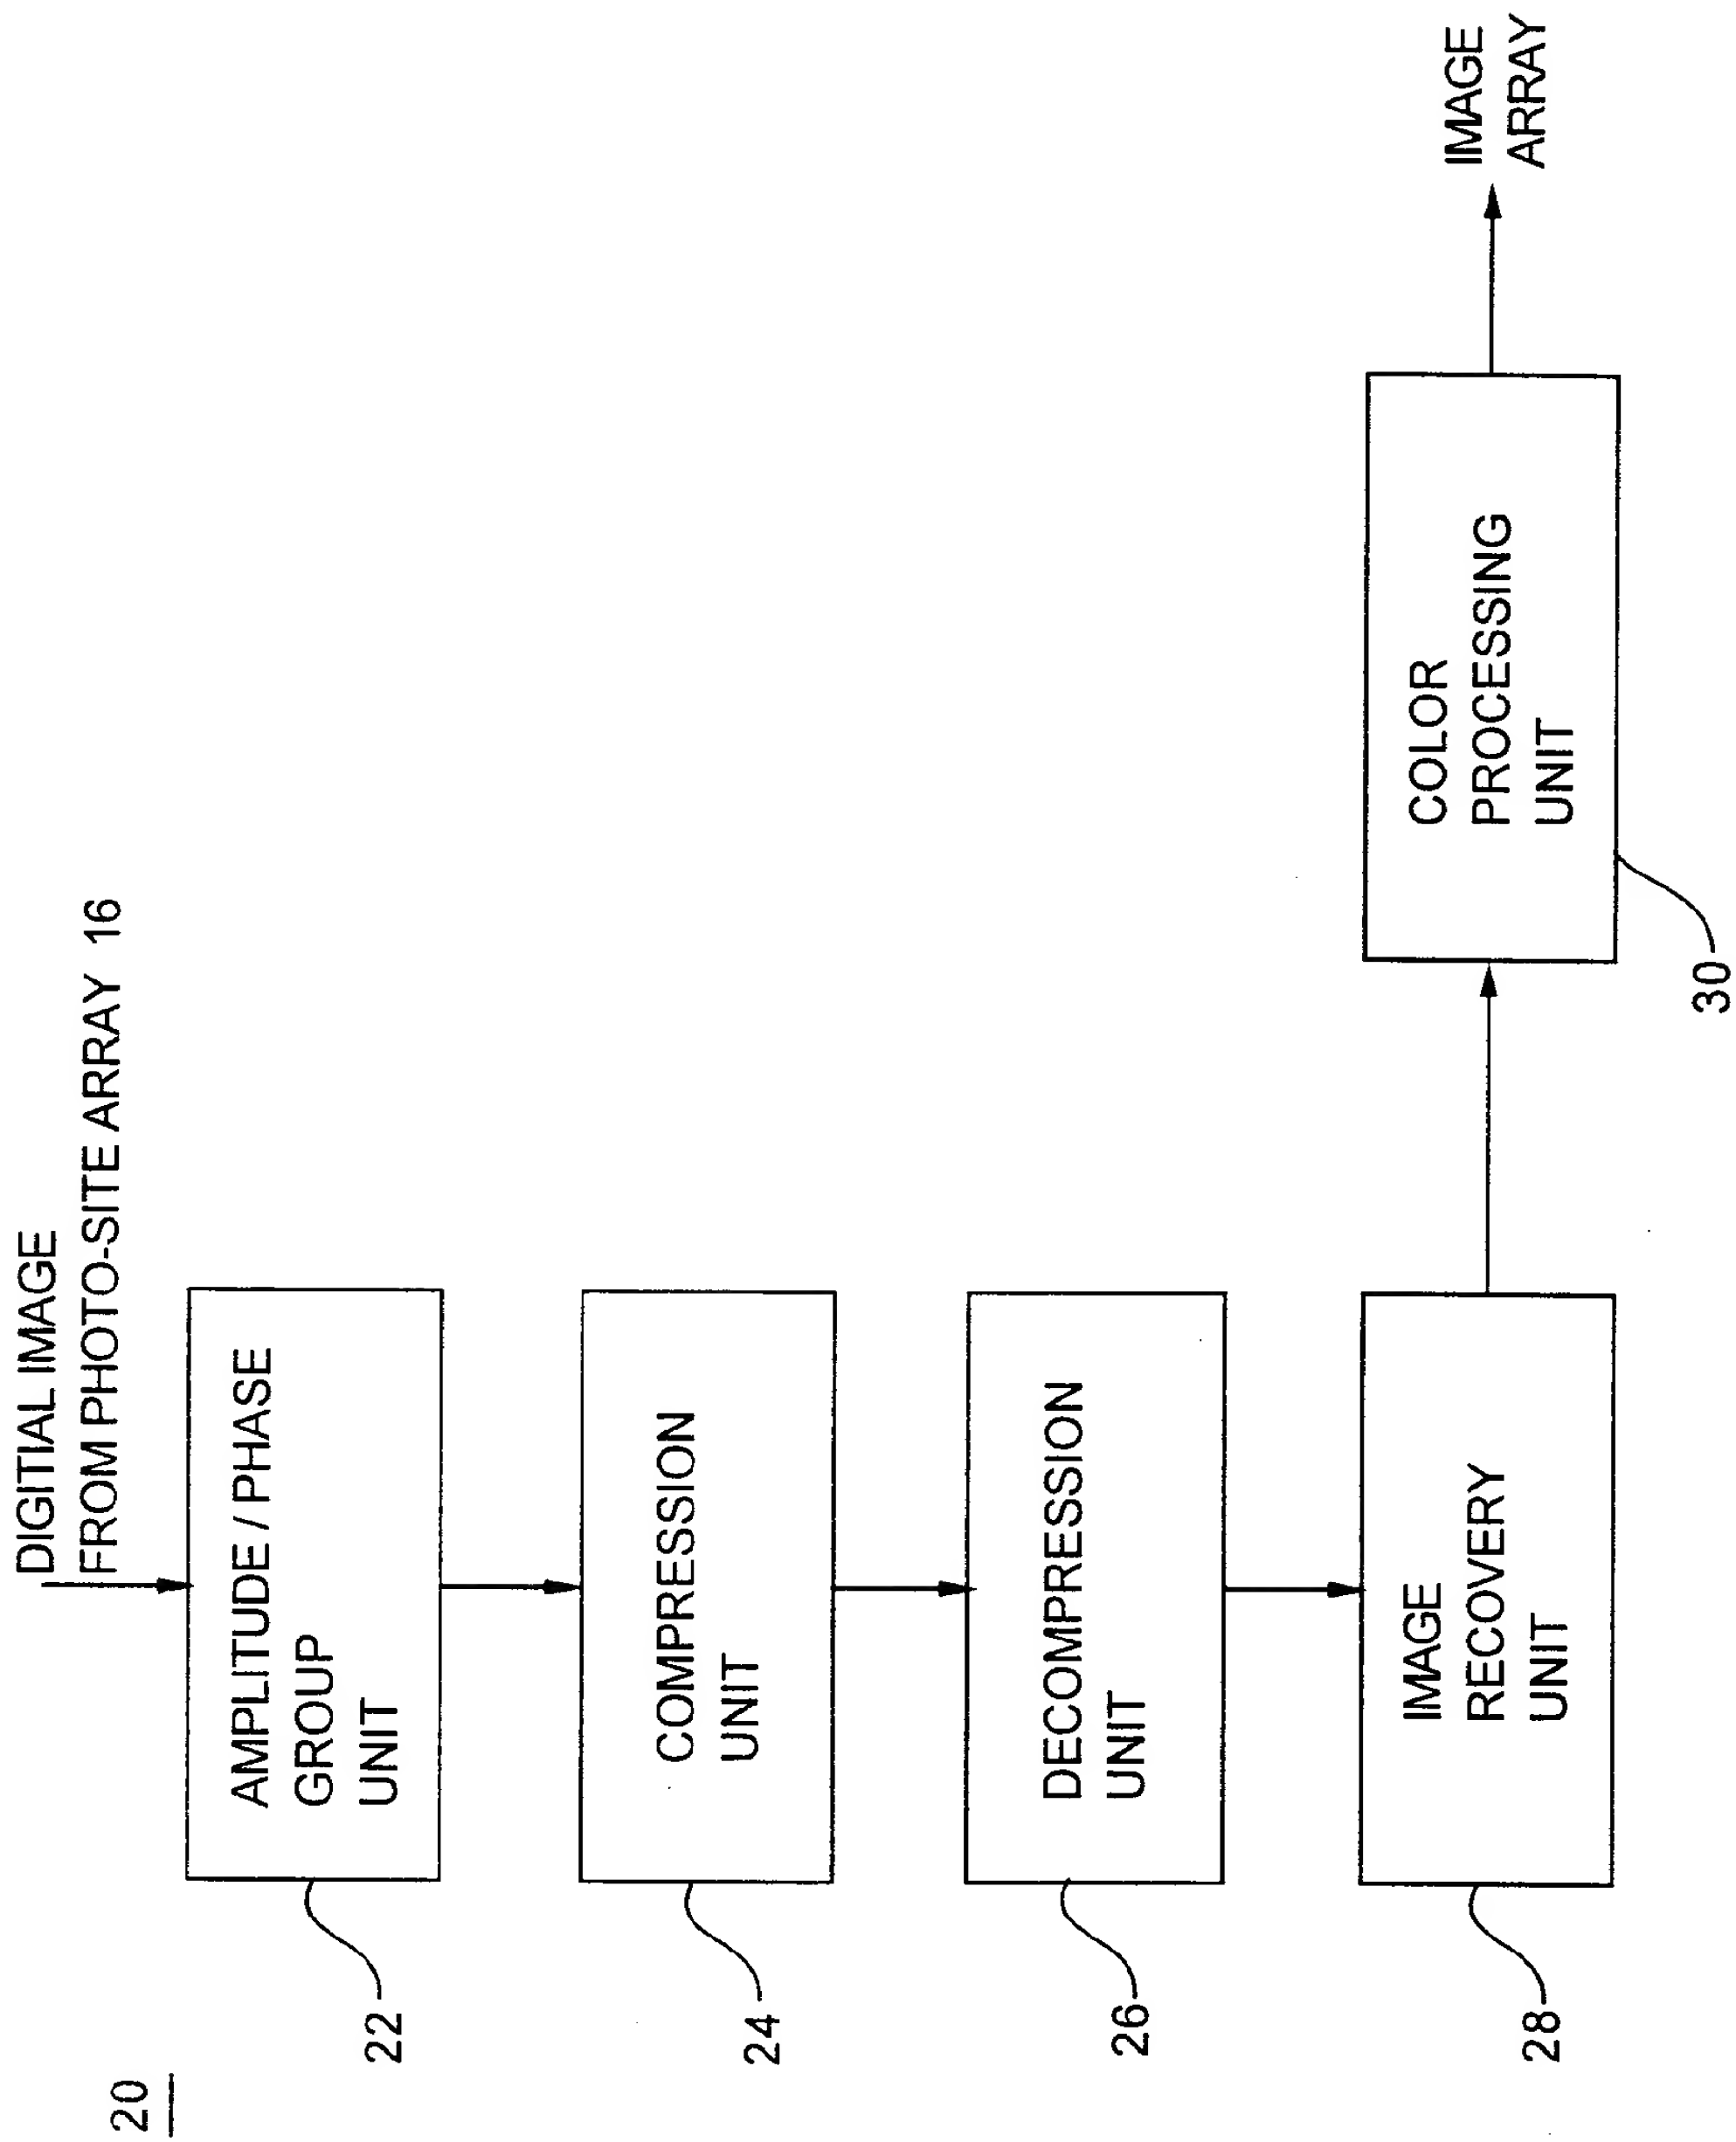 20
DIGITIAL IMAGE
FROM PHOTO-SITE ARRAY 16
AMPLITUDE / PHASE
GROUP
UNIT
22
COMPRESSION
UNIT
24
DECOMPRESSION
UNIT
26
IMAGE
RECOVERY
UNIT
28
COLOR
PROCESSING
UNIT
30
IMAGE
ARRAY